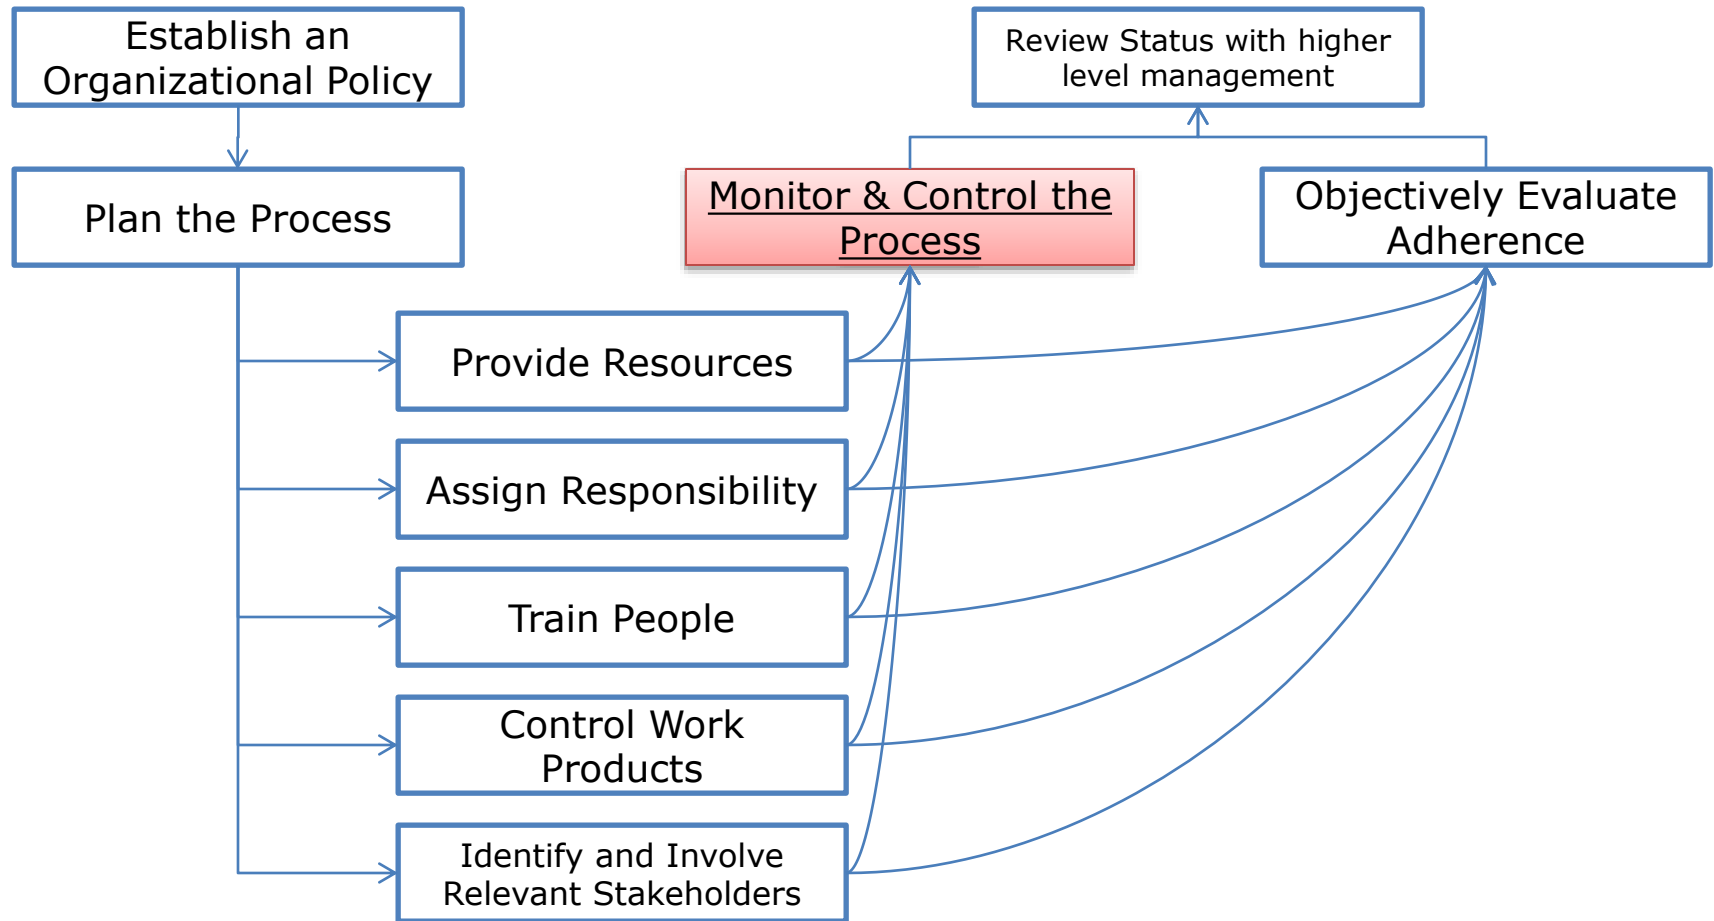 Establish an
Organizational Policy
Review Status with higher
level management
Plan the Process
Monitor & Control the
Process
Objectively Evaluate
Adherence
Provide Resources
Assign Responsibility
Train People
Control Work
Products
Identify and Involve
Relevant Stakeholders